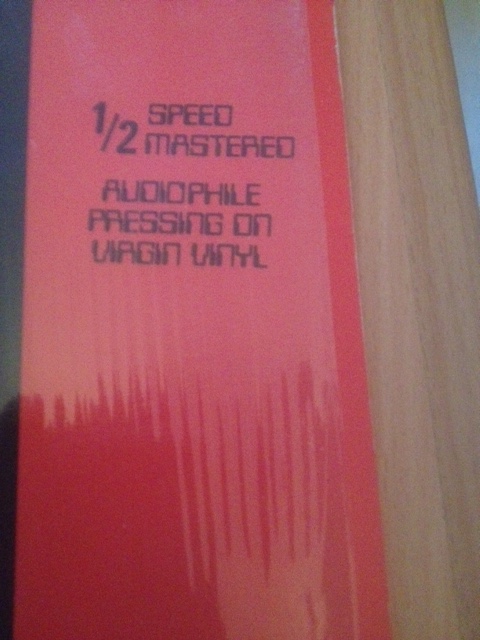 1/2 SPEED
MASTERED
AUDIOPHILE
PRESSING ON
VIRGIN VINYL